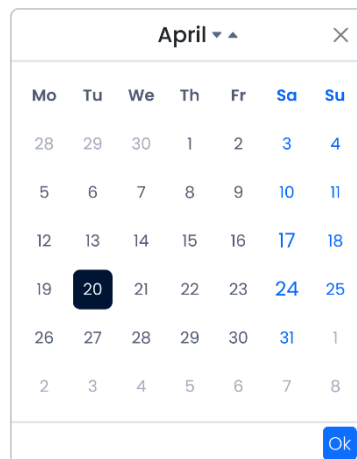 April
Mo Tu We Th Fr Sa Su
28 29 30 1 2 3 4
5 6 7 8 9 10 11
12 13 14 15 16 17 18
19 20 21 22 23 24 25
26 27 28 29 30 31 1
2 3 4 5 6 7 8
Ok